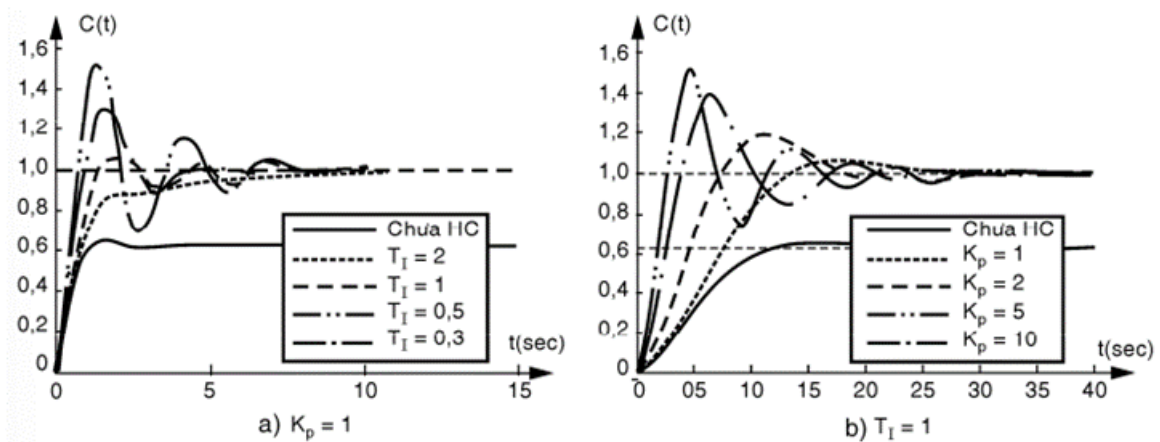 C(t)
1,6
1,4
1,2
1,0
0,8
0,6
0,4
0,2
0
Chưa HC
T_I = 2
T_I = 1
T_I = 0,5
T_I = 0,3
t(sec)
0
5
10
15
a) K_p = 1
C(t)
1,6
1,4
1,2
1,0
0,8
0,6
0,4
0,2
0
Chưa HC
K_p = 1
K_p = 2
K_p = 5
K_p = 10
t(sec)
0
05
10
15
20
25
30
35
40
b) T_I = 1